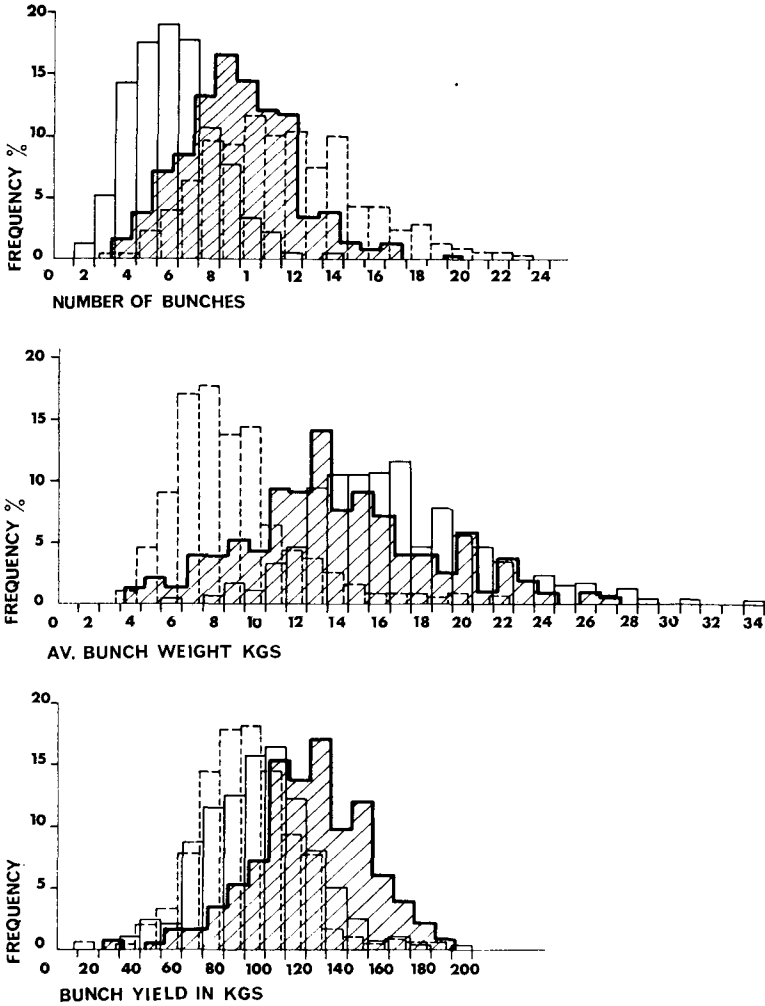 20
15
10
5
0
FREQUENCY %
0 2 4 6 8 1 12 14 16 18 20 22 24
NUMBER OF BUNCHES
20
15
10
5
0
FREQUENCY %
0 2 4 6 8 10 12 14 16 18 20 22 24 26 28 30 32 34
AV. BUNCH WEIGHT KGS
20
15
10
5
0
FREQUENCY
0 20 40 60 80 100 120 140 160 180 200
BUNCH YIELD IN KGS